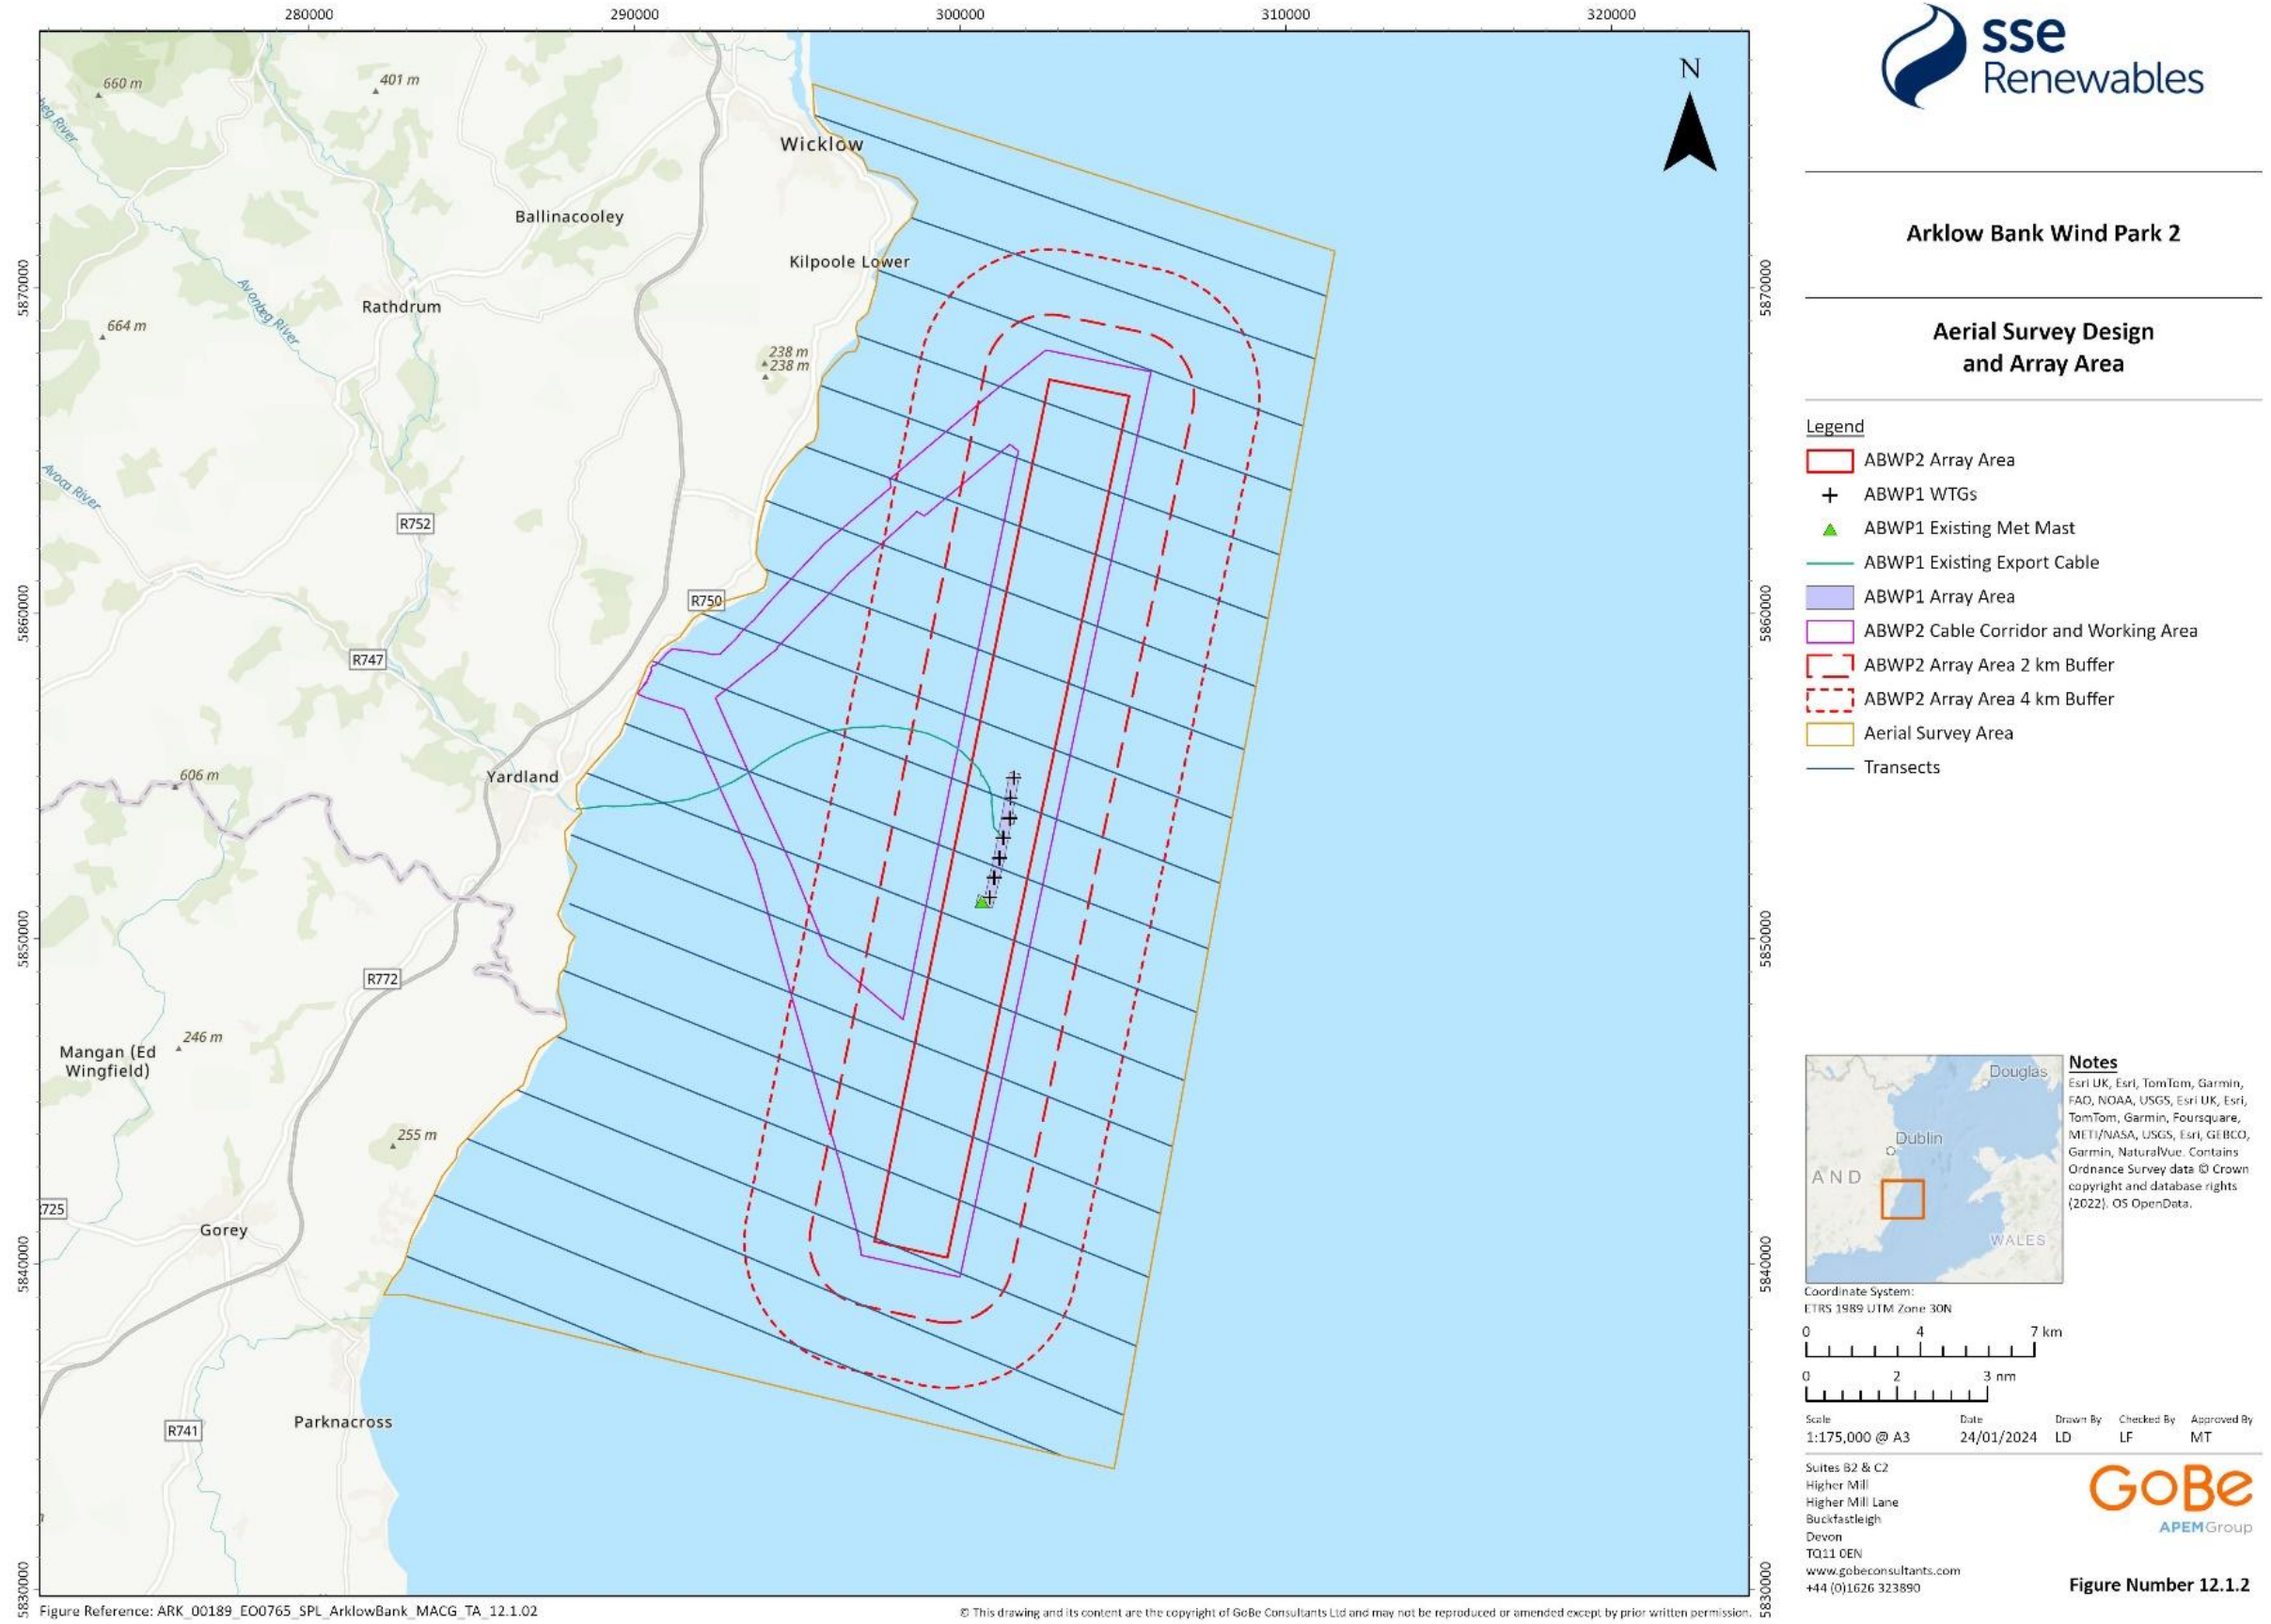 280000
290000
300000
310000
320000
5870000
5860000
5850000
5840000
5830000
5870000
5860000
5850000
5840000
5830000
660 m
401 m
beg River
Wicklow
Ballinacooley
Kilpoole Lower
Avonbeg River
Rathdrum
664 m
238 m
238 m
Avoca River
R752
R750
R747
Yardland
606 m
R772
Mangan (Ed
Wingfield)
246 m
255 m
725
Gorey
R741
Parknacross
N
sse
Renewables
Arklow Bank Wind Park 2
Aerial Survey Design
and Array Area
Legend
ABWP2 Array Area
ABWP1 WTGs
ABWP1 Existing Met Mast
ABWP1 Existing Export Cable
ABWP1 Array Area
ABWP2 Cable Corridor and Working Area
ABWP2 Array Area 2 km Buffer
ABWP2 Array Area 4 km Buffer
Aerial Survey Area
Transects
Douglas
Dublin
AND
WALES
Notes
Esri UK, Esri, TomTom, Garmin,
FAO, NOAA, USGS, Esri UK, Esri,
TomTom, Garmin, Foursquare,
METI/NASA, USGS, Esri, GEBCO,
Garmin, NaturalVue. Contains
Ordnance Survey data © Crown
copyright and database rights
(2022). OS OpenData.
Coordinate System:
ETRS 1989 UTM Zone 30N
0 4 7 km
0 2 3 nm
Scale Date Drawn By Checked By Approved By
1:175,000 @ A3 24/01/2024 LD LF MT
Suites B2 & C2
Higher Mill
Higher Mill Lane
Buckfastleigh
Devon
TQ11 0EN
www.gobeconsultants.com
+44 (0)1626 323890
GoBe
APEMGroup
Figure Number 12.1.2
Figure Reference: ARK_00189_EO0765_SPL_ArklowBank_MACG_TA_12.1.02
© This drawing and its content are the copyright of GoBe Consultants Ltd and may not be reproduced or amended except by prior written permission.